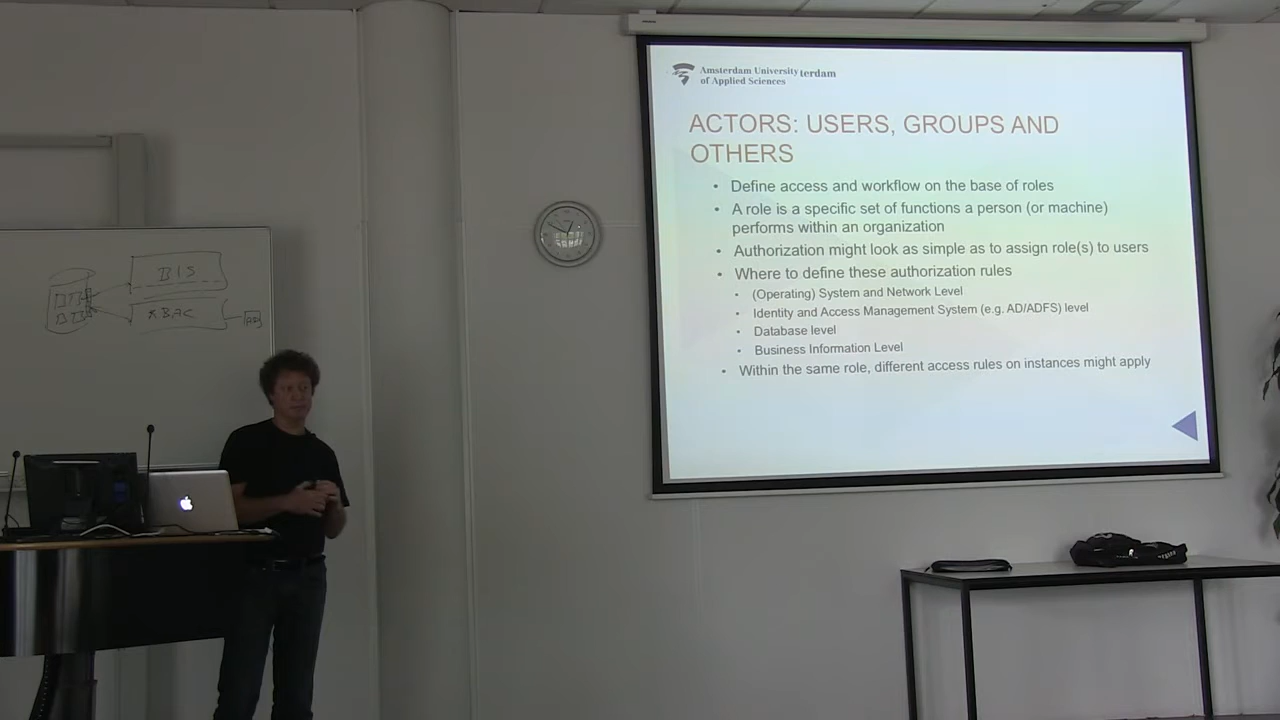 Amsterdam University terdam
of Applied Sciences
ACTORS: USERS, GROUPS AND
OTHERS
• Define access and workflow on the base of roles
• A role is a specific set of functions a person (or machine)
performs within an organization
• Authorization might look as simple as to assign role(s) to users
• Where to define these authorization rules
• (Operating) System and Network Level
• Identity and Access Management System (e.g. AD/ADFS) level
• Database level
• Business Information Level
• Within the same role, different access rules on instances might apply
BIS